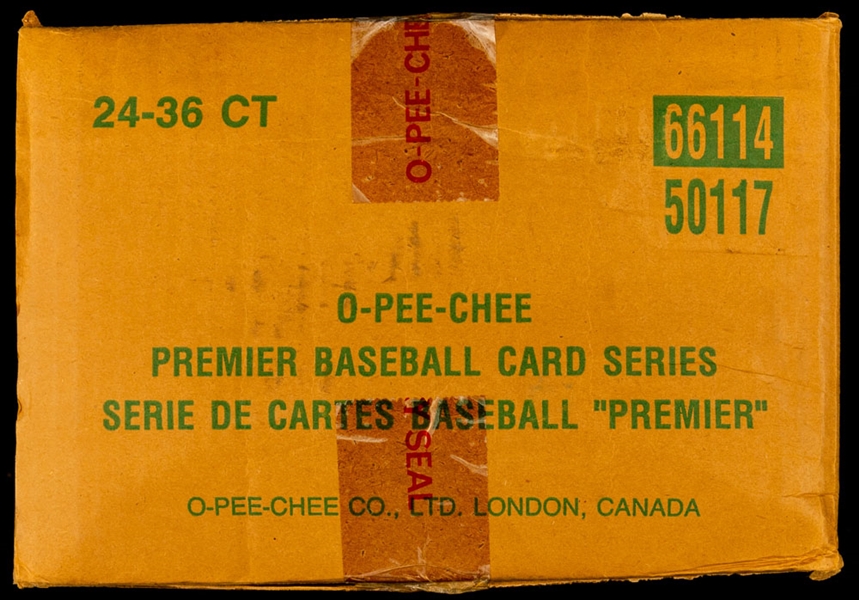 O-PEE-CHE
24-36 CT
66114
50117
O-PEE-CHEE
PREMIER BASEBALL CARD SERIES
SERIE DE CARTES BASEBALL "PREMIER"
SEAL
O-PEE-CHEE CO., LTD. LONDON, CANADA